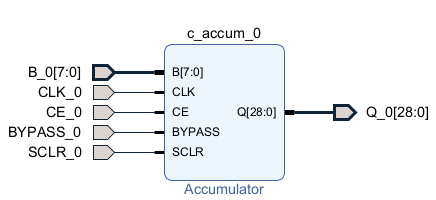 c_accum_0
B_0[7:0]
B[7:0]
CLK_0
CLK
CE_0
CE
Q[28:0]
Q_0[28:0]
BYPASS_0
BYPASS
SCLR_0
SCLR
Accumulator